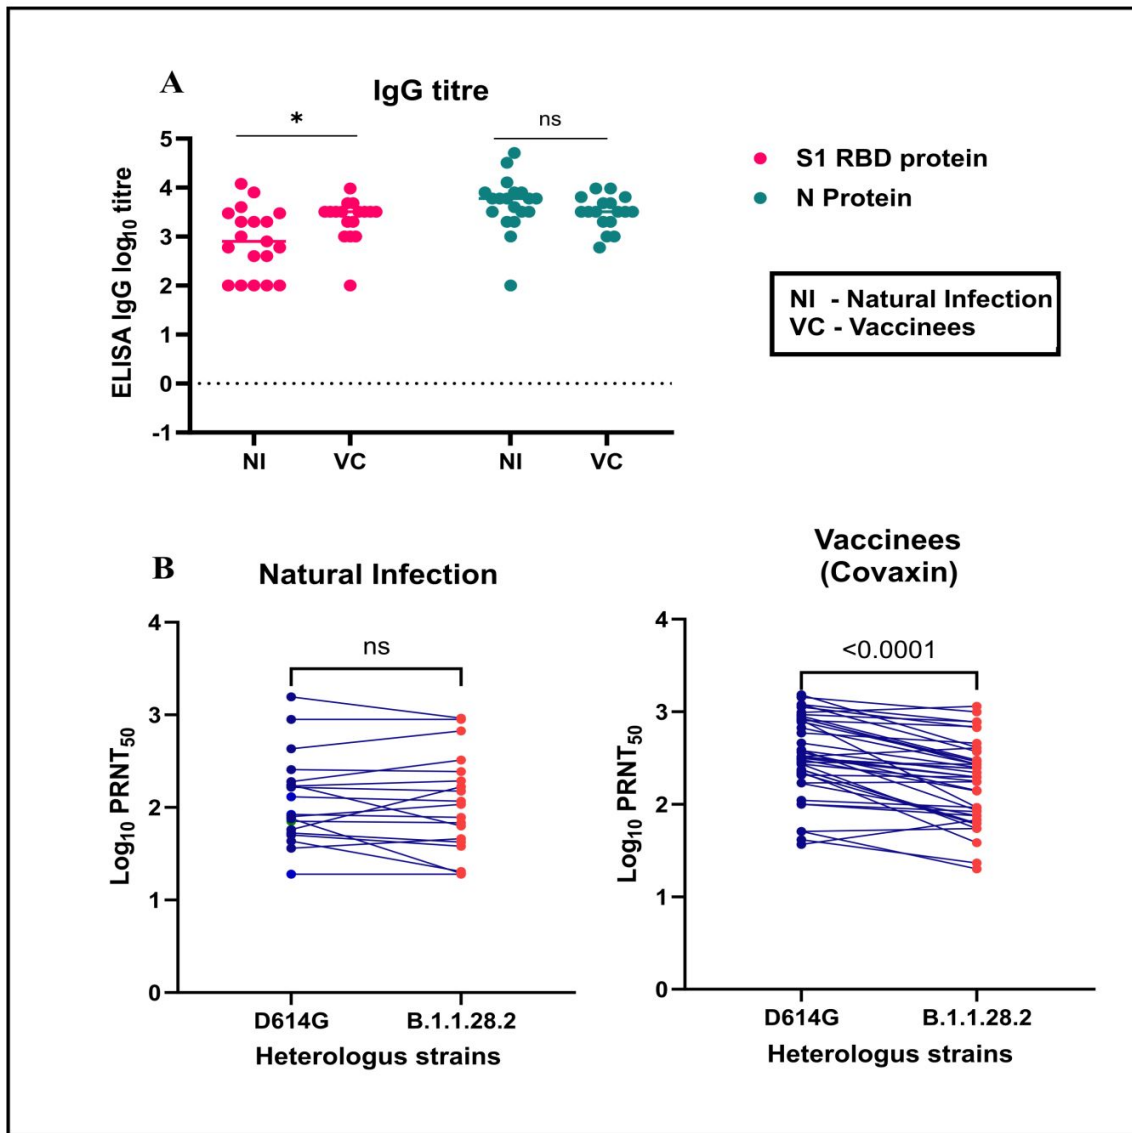 A
IgG titre
*
ns
ELISA IgG log10 titre
5
4
3
2
1
0
-1
NI
VC
NI
VC
S1 RBD protein
N Protein
NI - Natural Infection
VC - Vaccinees
B
Natural Infection
ns
Log10 PRNT50
4
3
2
1
0
D614G
B.1.1.28.2
Heterologus strains
Vaccinees
(Covaxin)
<0.0001
Log10 PRNT50
4
3
2
1
0
D614G
B.1.1.28.2
Heterologus strains